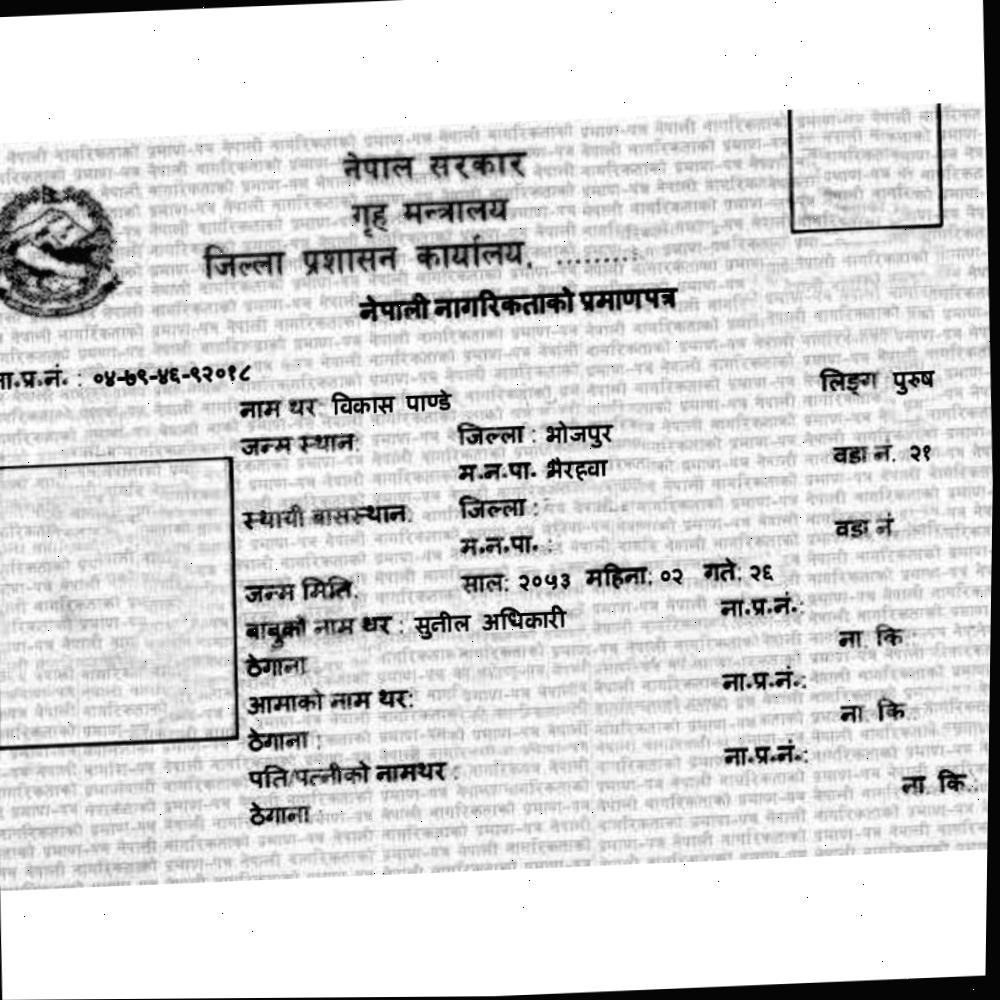 नेपाल सरकार
गृह मन्त्रालय
जिल्ला प्रशासन कार्यालय, ........
नेपाली नागरिकताको प्रमाणपत्र
ना.प्र.नं. : ०४-७९-४६-९२०१८ लिङ्ग पुरुष
नाम थर विकास पाण्डे
जन्म स्थान: जिल्ला : भोजपुर
म.न.पा. भैरहवा वडा नं. २१
स्थायी बासस्थान: जिल्ला :
म.न.पा. : वडा नं
जन्म मिति: साल: २०५३ महिना: ०२ गते: २६
बाबुको नाम थर : सुनील अधिकारी ना.प्र.नं.:
ठेगाना ना. कि :
आमाको नाम थर: ना.प्र.नं.:
ठेगाना : ना. कि :
पति/पत्नीको नामथर : ना.प्र.नं.:
ठेगाना ना. कि.: